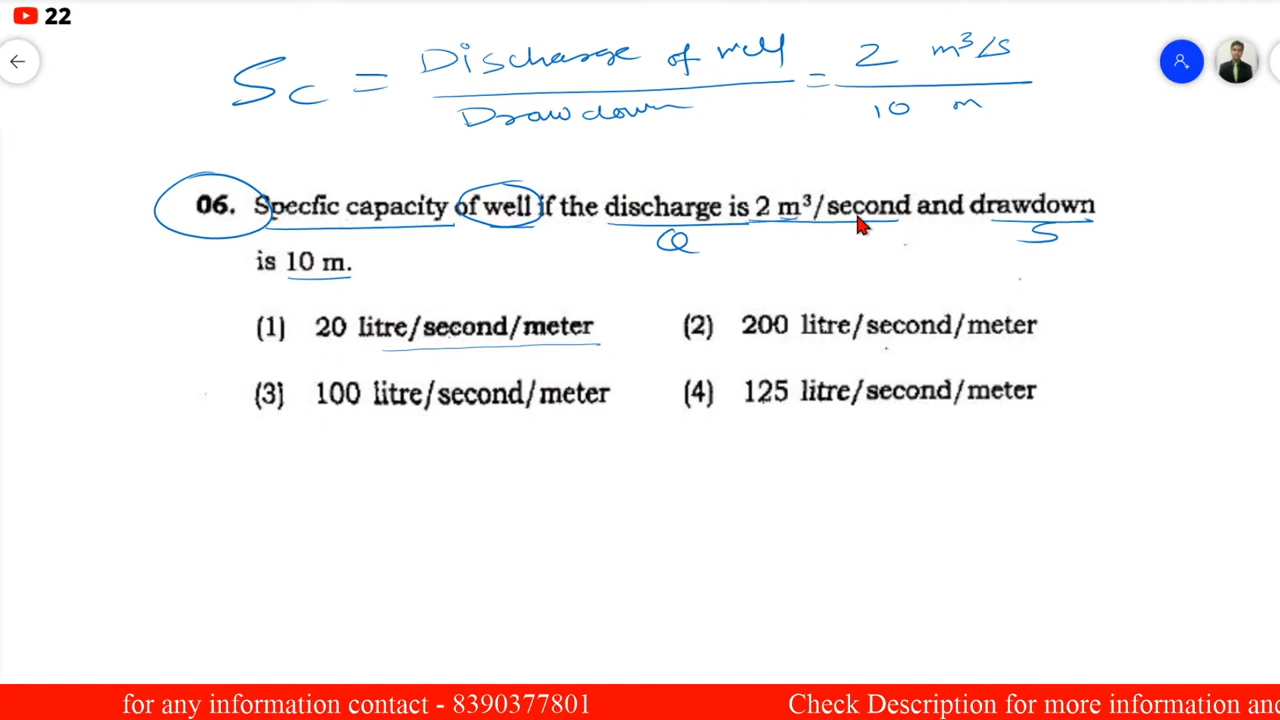 22
Sc = Discharge of well / Drawdown = 2 m³/s / 10 m
06. Specfic capacity of well if the discharge is 2 m³/second and drawdown
Q S
is 10 m.
(1) 20 litre/second/meter (2) 200 litre/second/meter
(3) 100 litre/second/meter (4) 125 litre/second/meter
for any information contact - 8390377801 Check Description for more information and